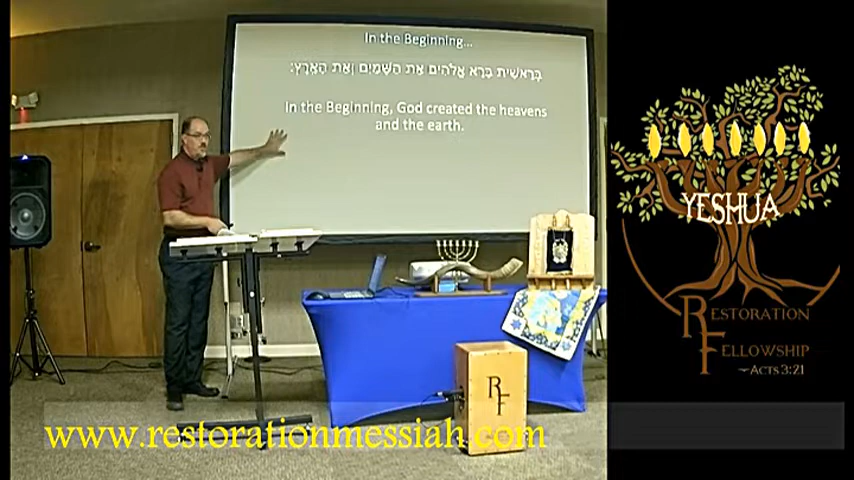 In the Beginning...
בְּרֵאשִׁית בָּרָא אֱלֹהִים אֵת הַשָּׁמַיִם וְאֵת הָאָרֶץ׃
In the Beginning, God created the heavens
and the earth.
YESHUA
RESTORATION
FELLOWSHIP
~ACTS 3:21
RF
www.restorationmessiah.com